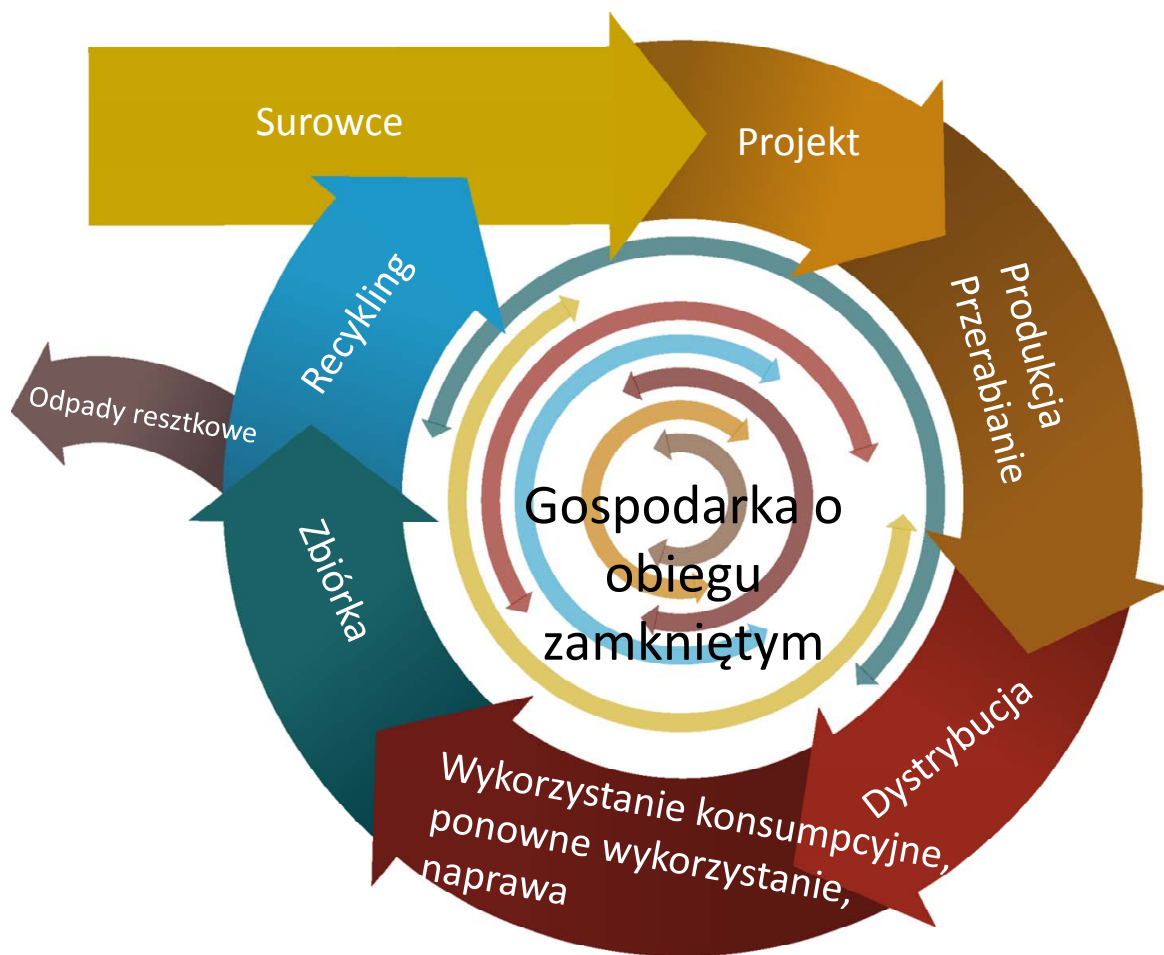 Surowce
Projekt
Produkcja
Przerabianie
Dystrybucja
Wykorzystanie konsumpcyjne,
ponowne wykorzystanie,
naprawa
Zbiórka
Recykling
Odpady resztkowe
Gospodarka o
obiegu
zamkniętym